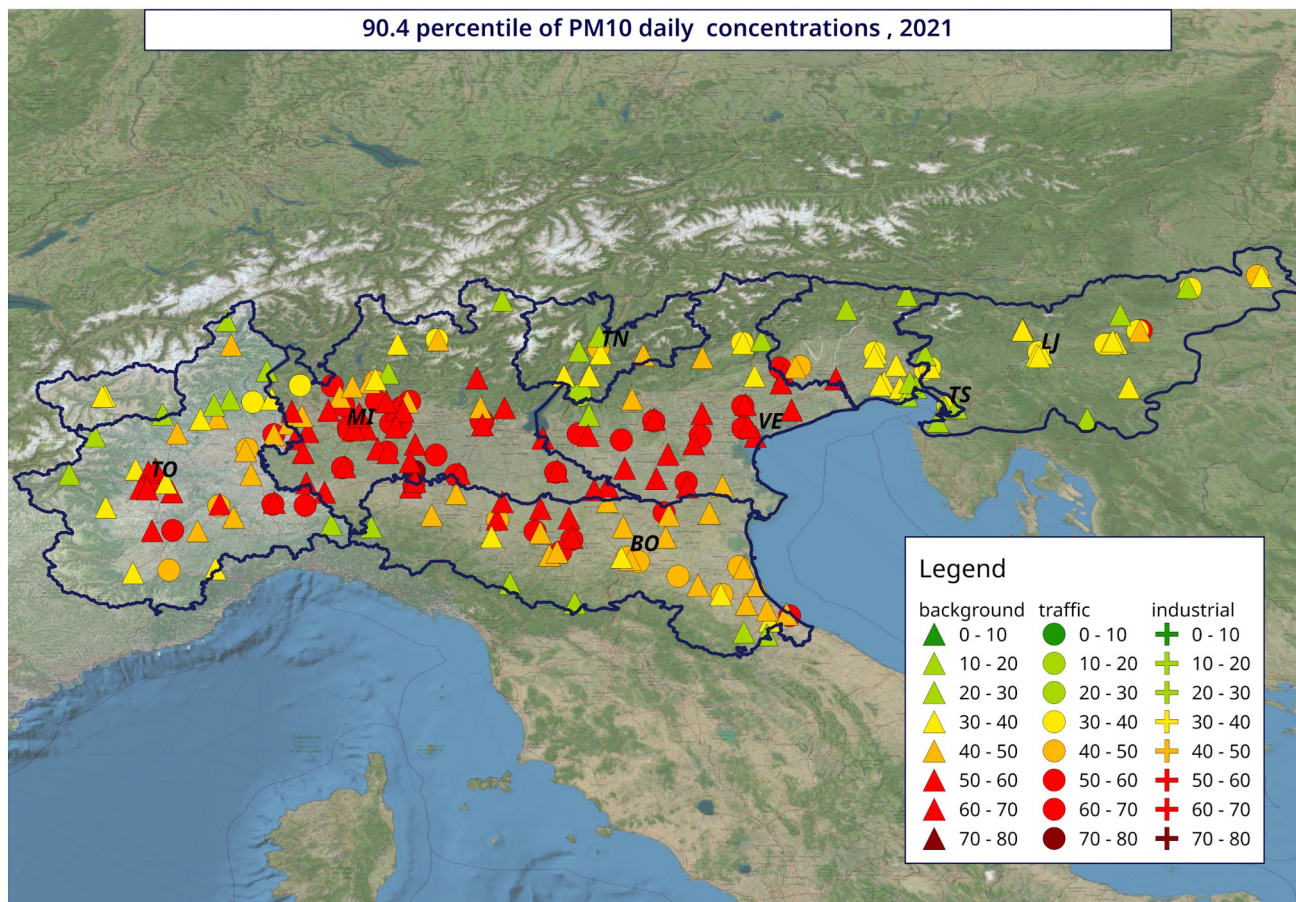 90.4 percentile of PM10 daily concentrations , 2021
TN
LJ
TS
MI
VE
TO
BO
Legend
background traffic industrial
0 - 10 0 - 10 0 - 10
10 - 20 10 - 20 10 - 20
20 - 30 20 - 30 20 - 30
30 - 40 30 - 40 30 - 40
40 - 50 40 - 50 40 - 50
50 - 60 50 - 60 50 - 60
60 - 70 60 - 70 60 - 70
70 - 80 70 - 80 70 - 80